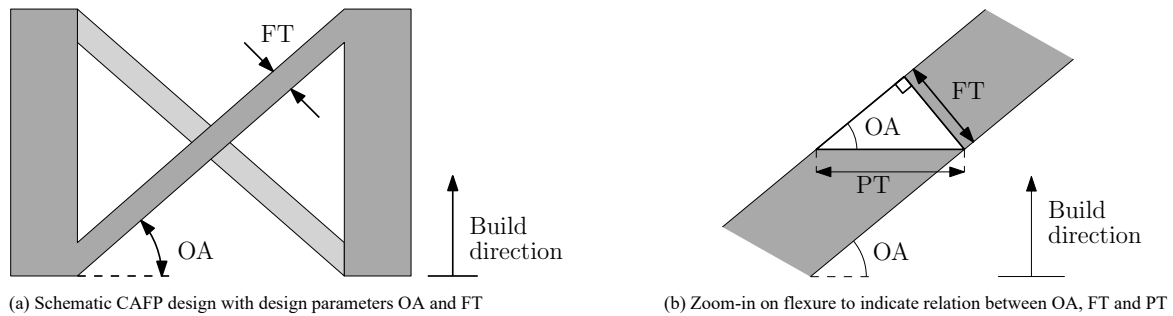 FT
OA
Build
direction
(a) Schematic CAFP design with design parameters OA and FT
FT
OA
PT
OA
Build
direction
(b) Zoom-in on flexure to indicate relation between OA, FT and PT